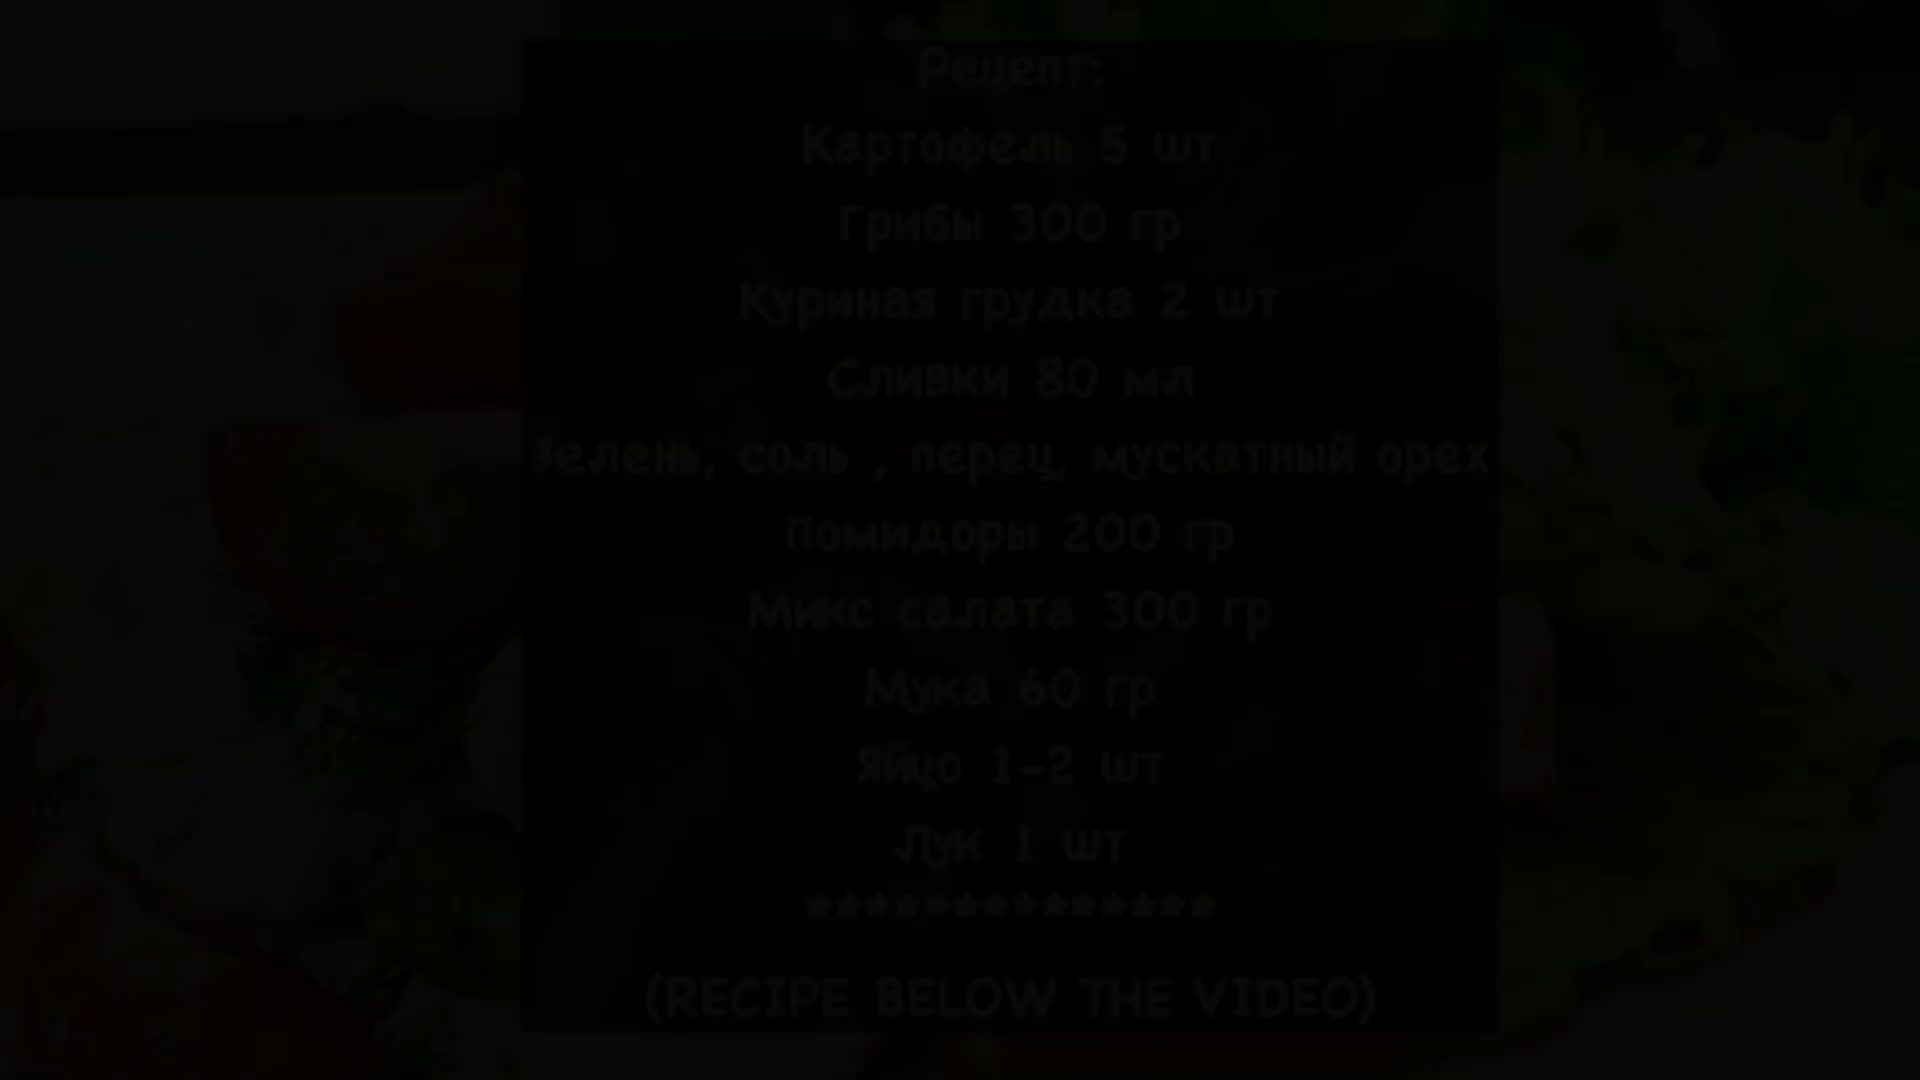 Рецепт:
Картофель 5 шт
Грибы 300 гр
Куриная грудка 2 шт
Сливки 80 мл
Зелень, соль , перец, мускатный орех
Помидоры 200 гр
Микс салата 300 гр
Мука 60 гр
Яйцо 1-2 шт
Лук 1 шт
**************
(RECIPE BELOW THE VIDEO)